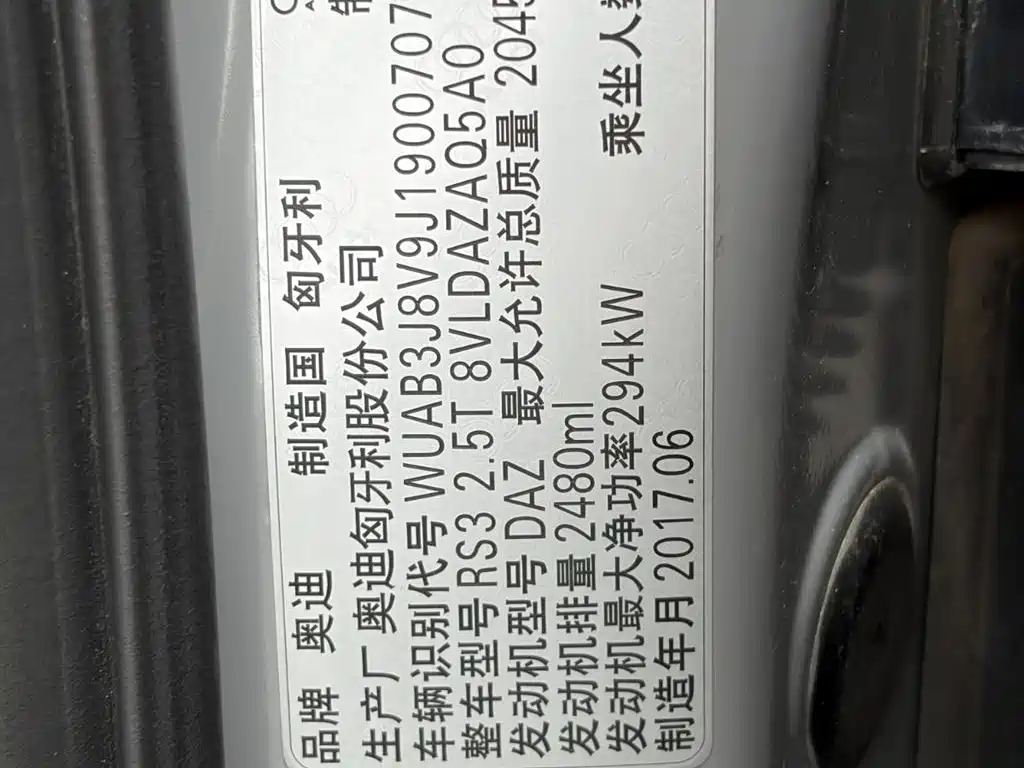 品牌 奥迪 制造国 匈牙利
生产厂 奥迪匈牙利股份公司
车辆识别代号 WUAB3J8V9J1900707
整车型号 RS3 2.5T 8VLDAZAQ5A0
发动机型号 DAZ 最大允许总质量 2045
发动机排量 2480ml
发动机最大净功率 294kW 乘坐人数
制造年月 2017.06